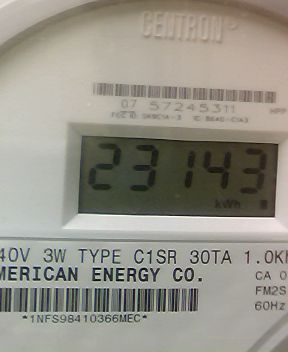 CENTRON
07 57245311
23143
kWh
40V 3W TYPE C1SR 30TA 1.0K
MERICAN ENERGY CO.
CA 0
FM2S
60Hz
*1NFS98410366MEC*